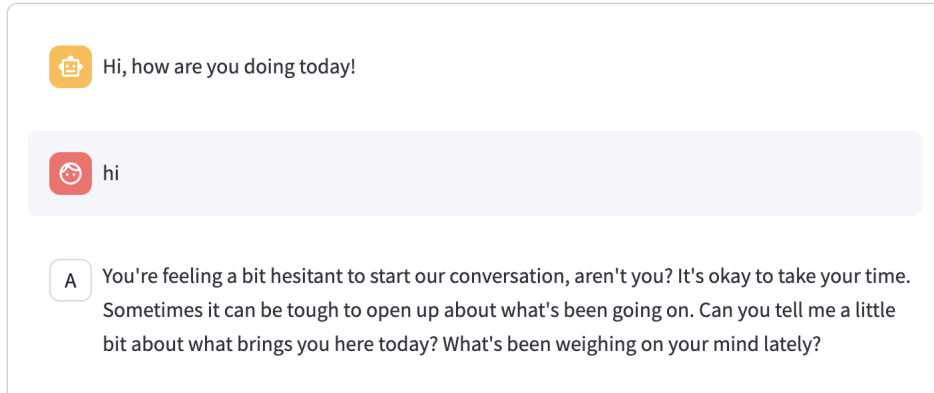 Hi, how are you doing today!
hi
A
You're feeling a bit hesitant to start our conversation, aren't you? It's okay to take your time.
Sometimes it can be tough to open up about what's been going on. Can you tell me a little
bit about what brings you here today? What's been weighing on your mind lately?